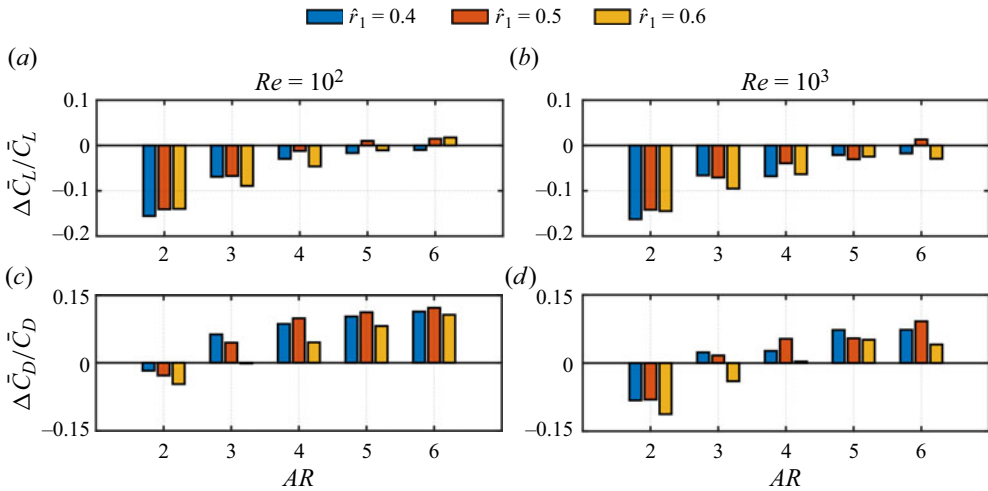 r̂₁ = 0.4 r̂₁ = 0.5 r̂₁ = 0.6
(a) (b)
Re = 10² Re = 10³
0.1 0.1
0 0
–0.1 –0.1
–0.2 –0.2
ΔC̄_L/C̄_L
2 3 4 5 6 2 3 4 5 6
(c) (d)
0.15 0.15
0 0
–0.15 –0.15
ΔC̄_D/C̄_D
2 3 4 5 6 2 3 4 5 6
AR AR